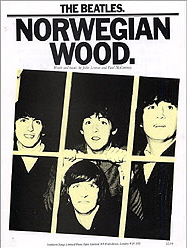 THE BEATLES.
NORWEGIAN
WOOD.
Words and music by John Lennon and Paul McCartney